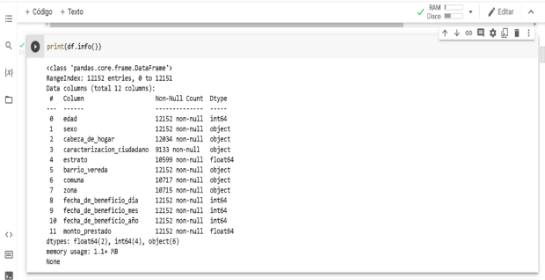 + Código + Texto
RAM
Disco
Editar
print(df.info())
<class 'pandas.core.frame.DataFrame'>
RangeIndex: 12152 entries, 0 to 12151
Data columns (total 12 columns):
# Column Non-Null Count Dtype
--- ------ -------------- -----
0 edad 12152 non-null int64
1 sexo 12152 non-null object
2 cabeza_de_hogar 12034 non-null object
3 caracterizacion_ciudadano 9133 non-null object
4 estrato 10599 non-null float64
5 barrio_vereda 12152 non-null object
6 comuna 10717 non-null object
7 zona 10715 non-null object
8 fecha_de_beneficio_dia 12152 non-null int64
9 fecha_de_beneficio_mes 12152 non-null int64
10 fecha_de_beneficio_año 12152 non-null int64
11 monto_prestado 12152 non-null float64
dtypes: float64(2), int64(4), object(6)
memory usage: 1.1+ MB
None